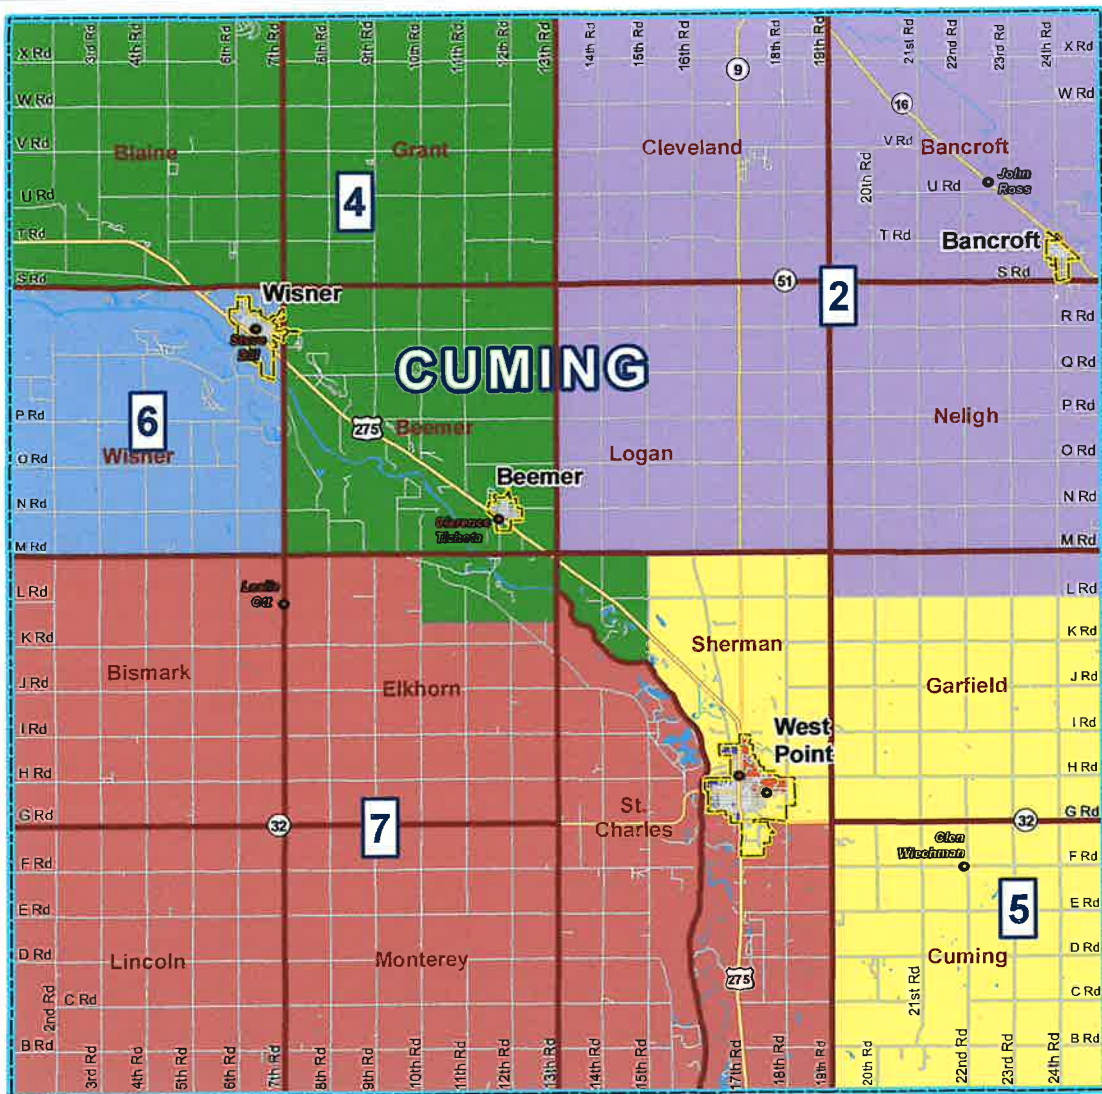 3rd Rd
4th Rd
6th Rd
7th Rd
8th Rd
9th Rd
10th Rd
11th Rd
12th Rd
13th Rd
14th Rd
15th Rd
16th Rd
18th Rd
19th Rd
21st Rd
22nd Rd
23rd Rd
24th Rd
X Rd
X Rd
9
W Rd
W Rd
16
V Rd
Blaine
Grant
Cleveland
V Rd
Bancroft
20th Rd
John
Ross
U Rd
4
U Rd
T Rd
T Rd
Bancroft
S Rd
51
S Rd
Wisner
2
R Rd
Steve
CUMING
Q Rd
P Rd
6
275
Beemer
Neligh
P Rd
Wisner
O Rd
Logan
O Rd
Beemer
N Rd
N Rd
Clarence
Tichota
M Rd
M Rd
Leslie
Ott
L Rd
L Rd
K Rd
Sherman
K Rd
Bismark
Elkhorn
Garfield
J Rd
J Rd
I Rd
West
Point
I Rd
H Rd
H Rd
G Rd
32
7
St.
Charles
32
G Rd
Glen
Wiechman
F Rd
F Rd
E Rd
5
E Rd
D Rd
Lincoln
Monterey
Cuming
D Rd
275
2nd Rd
C Rd
21st Rd
C Rd
B Rd
B Rd
3rd Rd
4th Rd
5th Rd
6th Rd
7th Rd
8th Rd
9th Rd
10th Rd
11th Rd
12th Rd
13th Rd
14th Rd
15th Rd
17th Rd
18th Rd
19th Rd
20th Rd
22nd Rd
23rd Rd
24th Rd